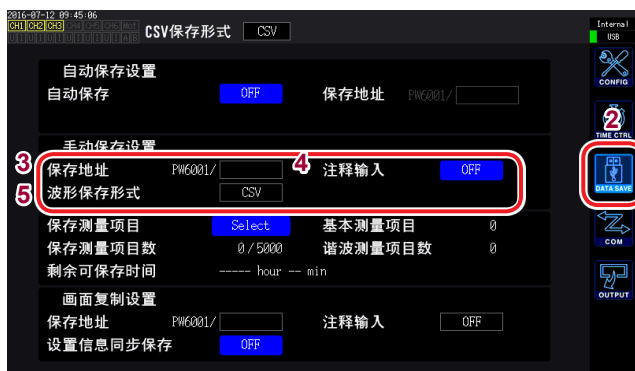 2016-07-12 09:45:06
CH1 CH2 CH3 CH4 CH5 CH6 Mot
U I U I U I U I U I U I A B
CSV保存形式 CSV
Internal
USB
自动保存设置
自动保存 OFF 保存地址 PW6001/
CONFIG
2
TIME CTRL
手动保存设置
3 保存地址 PW6001/ 4 注释输入 OFF
5 波形保存形式 CSV
DATA SAVE
保存测量项目 Select 基本测量项目 0
保存测量项目数 0/5000 谐波测量项目数 0
剩余可保存时间 ----- hour -- min
COM
画面复制设置
OUTPUT
保存地址 PW6001/ 注释输入 OFF
设置信息同步保存 OFF